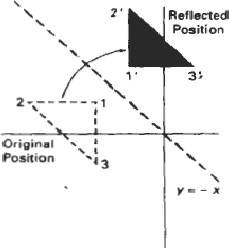 2'
Reflected
Position
1'
3'
2
1
Original
Position
3
y = - x